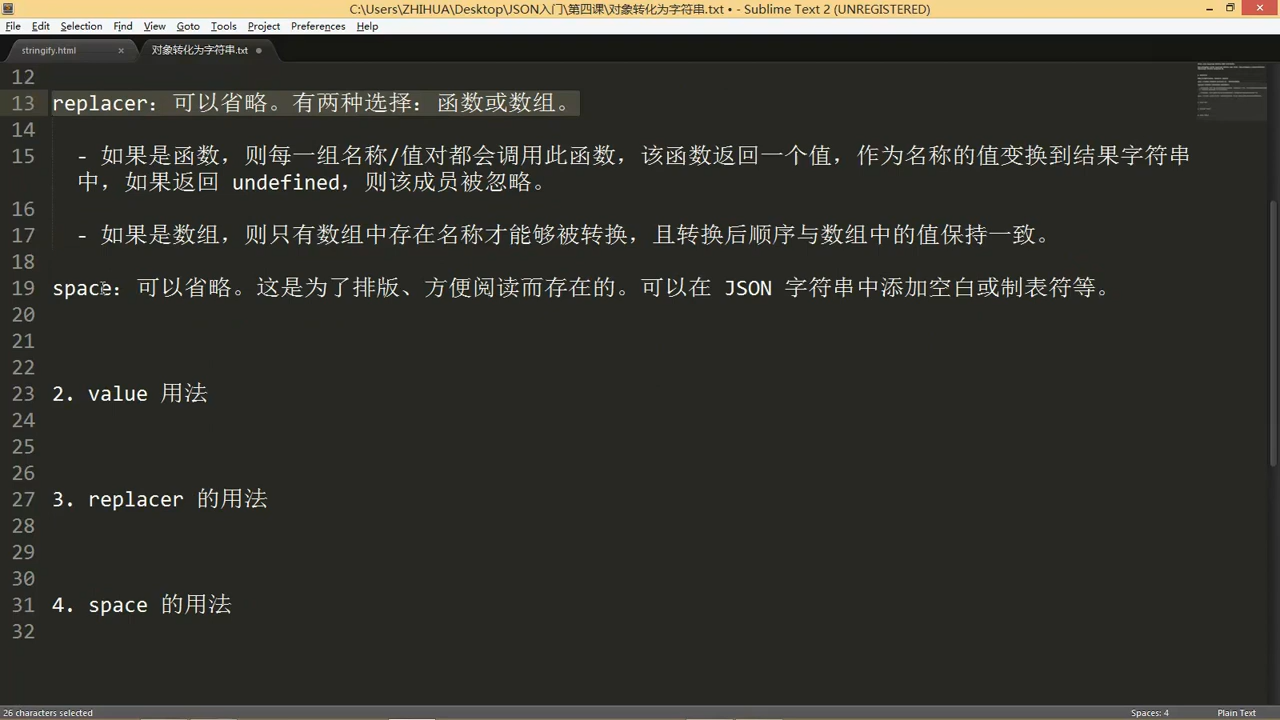 C:\Users\ZHIHUA\Desktop\JSON入门\第四课\对象转化为字符串.txt • - Sublime Text 2 (UNREGISTERED)
File Edit Selection Find View Goto Tools Project Preferences Help
stringify.html × 对象转化为字符串.txt
12
13 replacer: 可以省略。有两种选择: 函数或数组。
14
15 - 如果是函数，则每一组名称/值对都会调用此函数，该函数返回一个值，作为名称的值变换到结果字符串
中，如果返回 undefined，则该成员被忽略。
16
17 - 如果是数组，则只有数组中存在名称才能够被转换，且转换后顺序与数组中的值保持一致。
18
19 space: 可以省略。这是为了排版、方便阅读而存在的。可以在 JSON 字符串中添加空白或制表符等。
20
21
22
23 2. value 用法
24
25
26
27 3. replacer 的用法
28
29
30
31 4. space 的用法
32
26 characters selected Spaces: 4 Plain Text